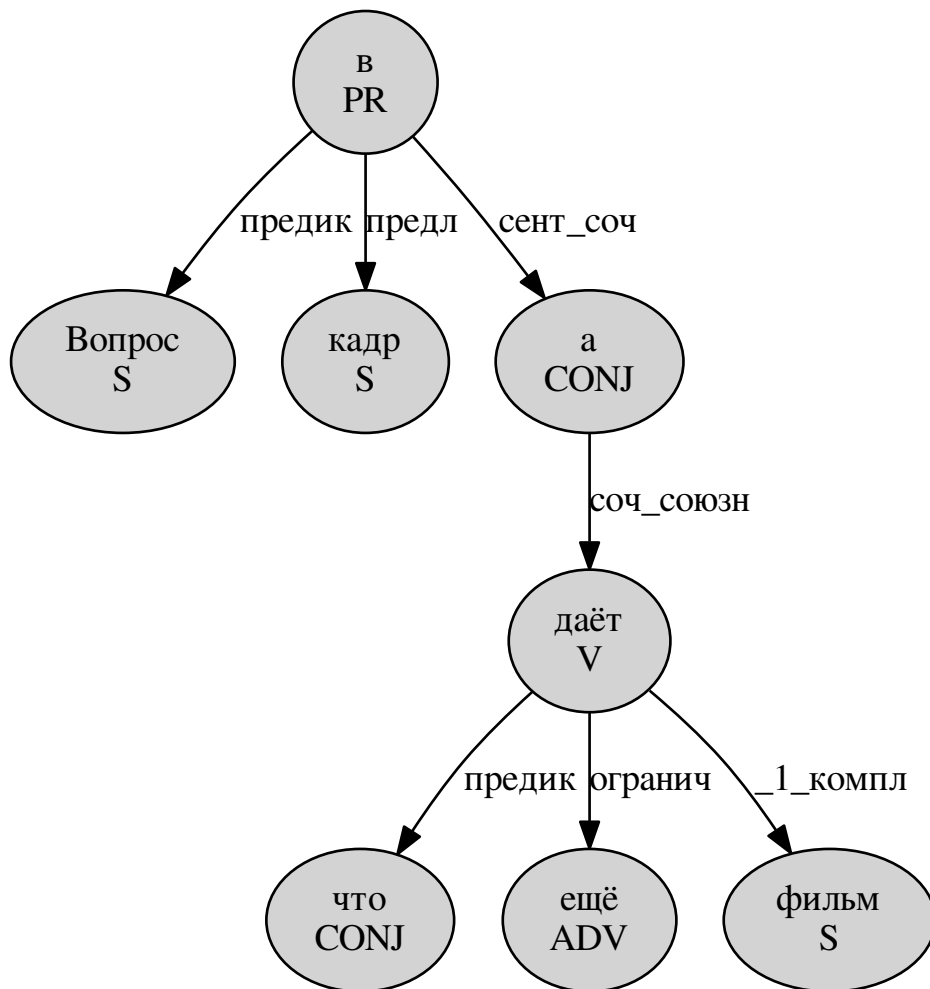 в
PR
предик
предл
сент_соч
Вопрос
S
кадр
S
а
CONJ
соч_союзн
даёт
V
предик
огранич
_1_компл
что
CONJ
ещё
ADV
фильм
S